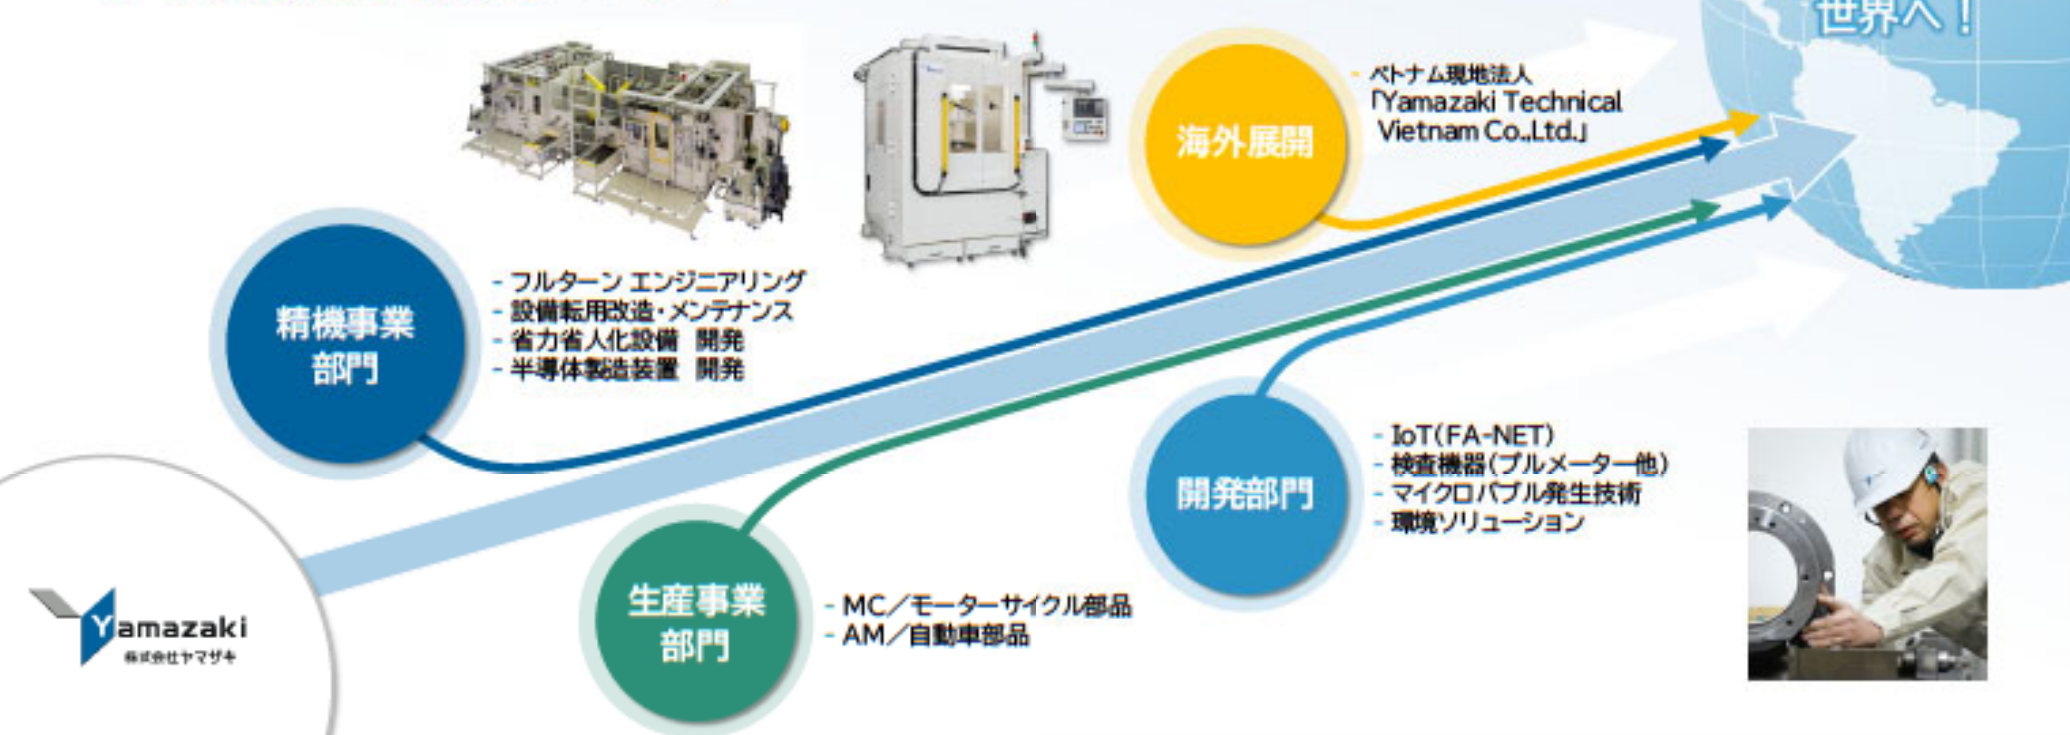 世界へ！
海外展開
- ベトナム現地法人
「Yamazaki Technical
Vietnam Co.,Ltd.」
精機事業
部門
- フルターン エンジニアリング
- 設備転用改造・メンテナンス
- 省力省人化設備 開発
- 半導体製造装置 開発
開発部門
- IoT(FA-NET)
- 検査機器(ブルメーター他)
- マイクロバブル発生技術
- 環境ソリューション
生産事業
部門
- MC／モーターサイクル部品
- AM／自動車部品
Yamazaki
株式会社ヤマザキ